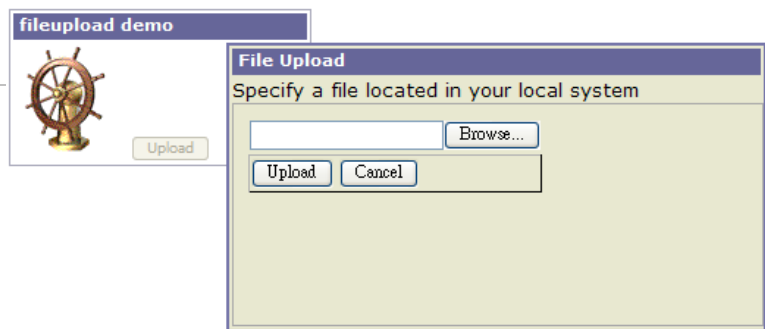 fileupload demo
Upload
File Upload
Specify a file located in your local system
Browse...
Upload Cancel